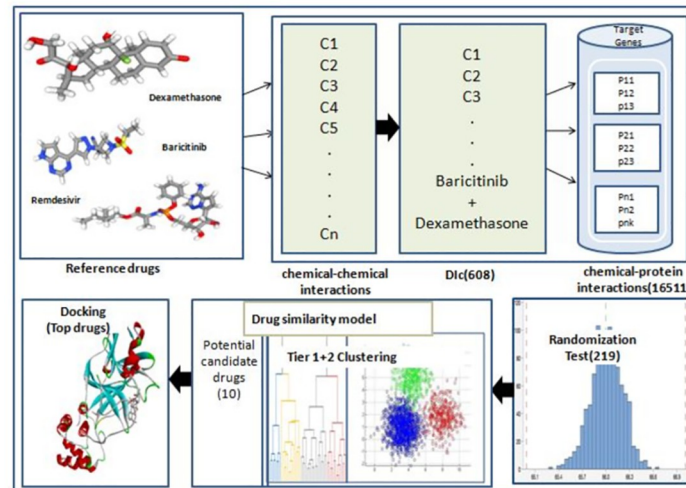 Dexamethasone
Baricitinib
Remdesivir
Reference drugs
C1
C2
C3
C4
C5
.
.
.
.
Cn
chemical-chemical
interactions
C1
C2
C3
.
.
.
Baricitinib
+
Dexamethasone
DIc(608)
Target
Genes
P11
P12
p13
P21
P22
p23
Pn1
Pn2
pnk
chemical-protein
interactions(16511
Docking
(Top drugs)
Potential
candidate
drugs
(10)
Drug similarity model
Tier 1+2 Clustering
Randomization
Test(219)